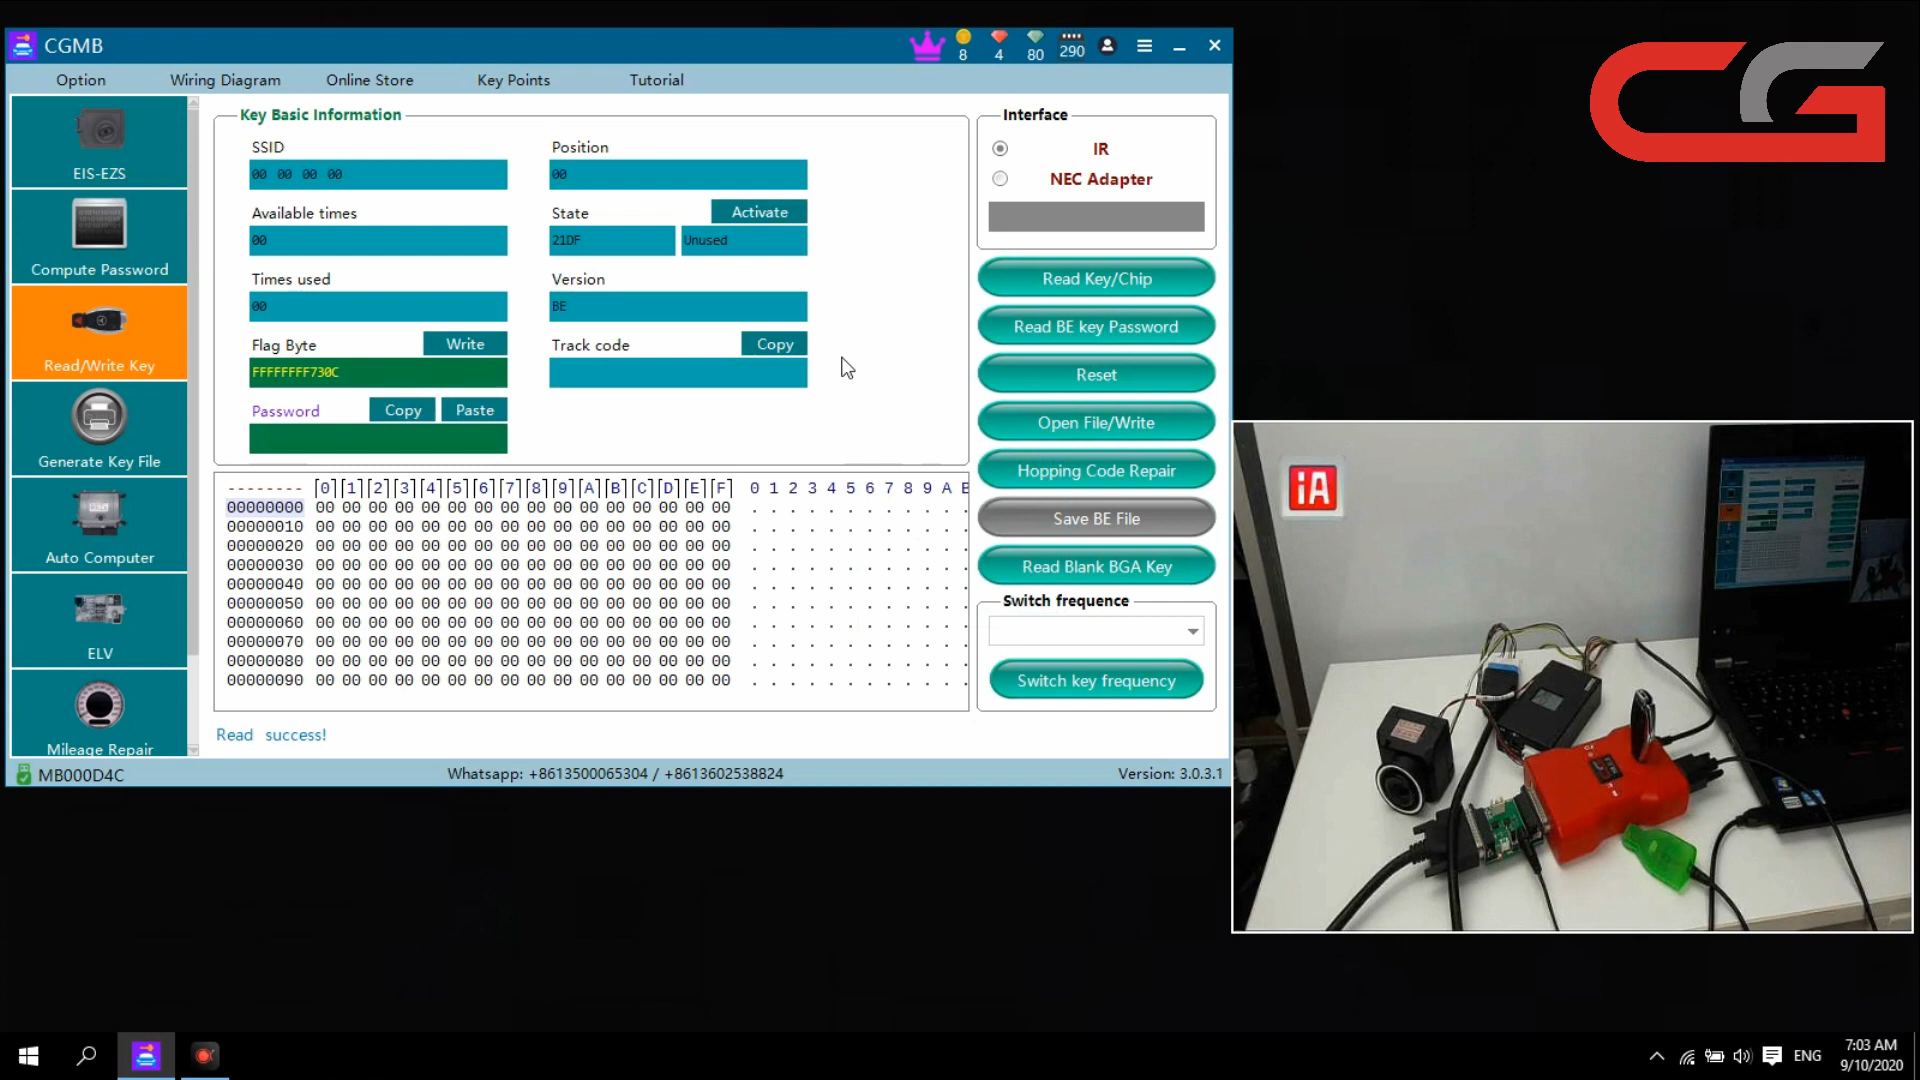 CGMB
8
4
80
290
Option Wiring Diagram Online Store Key Points Tutorial
EIS-EZS
Compute Password
Read/Write Key
Generate Key File
Auto Computer
ELV
Mileage Repair
Key Basic Information
SSID
00 00 00 00
Position
00
Available times
00
State Activate
21DF Unused
Times used
00
Version
BE
Flag Byte Write
FFFFFFFF730C
Track code Copy
Password Copy Paste
-------- [0][1][2][3][4][5][6][7][8][9][A][B][C][D][E][F] 0 1 2 3 4 5 6 7 8 9 A B
00000000 00 00 00 00 00 00 00 00 00 00 00 00 00 00 00 00 . . . . . . . . . . . .
00000010 00 00 00 00 00 00 00 00 00 00 00 00 00 00 00 00 . . . . . . . . . . . .
00000020 00 00 00 00 00 00 00 00 00 00 00 00 00 00 00 00 . . . . . . . . . . . .
00000030 00 00 00 00 00 00 00 00 00 00 00 00 00 00 00 00 . . . . . . . . . . . .
00000040 00 00 00 00 00 00 00 00 00 00 00 00 00 00 00 00 . . . . . . . . . . . .
00000050 00 00 00 00 00 00 00 00 00 00 00 00 00 00 00 00 . . . . . . . . . . . .
00000060 00 00 00 00 00 00 00 00 00 00 00 00 00 00 00 00 . . . . . . . . . . . .
00000070 00 00 00 00 00 00 00 00 00 00 00 00 00 00 00 00 . . . . . . . . . . . .
00000080 00 00 00 00 00 00 00 00 00 00 00 00 00 00 00 00 . . . . . . . . . . . .
00000090 00 00 00 00 00 00 00 00 00 00 00 00 00 00 00 00 . . . . . . . . . . . .
Read success!
Interface
IR
NEC Adapter
Read Key/Chip
Read BE key Password
Reset
Open File/Write
Hopping Code Repair
Save BE File
Read Blank BGA Key
Switch frequence
Switch key frequency
MB000D4C Whatsapp: +8613500065304 / +8613602538824 Version: 3.0.3.1
CG
iA
ENG
7:03 AM
9/10/2020